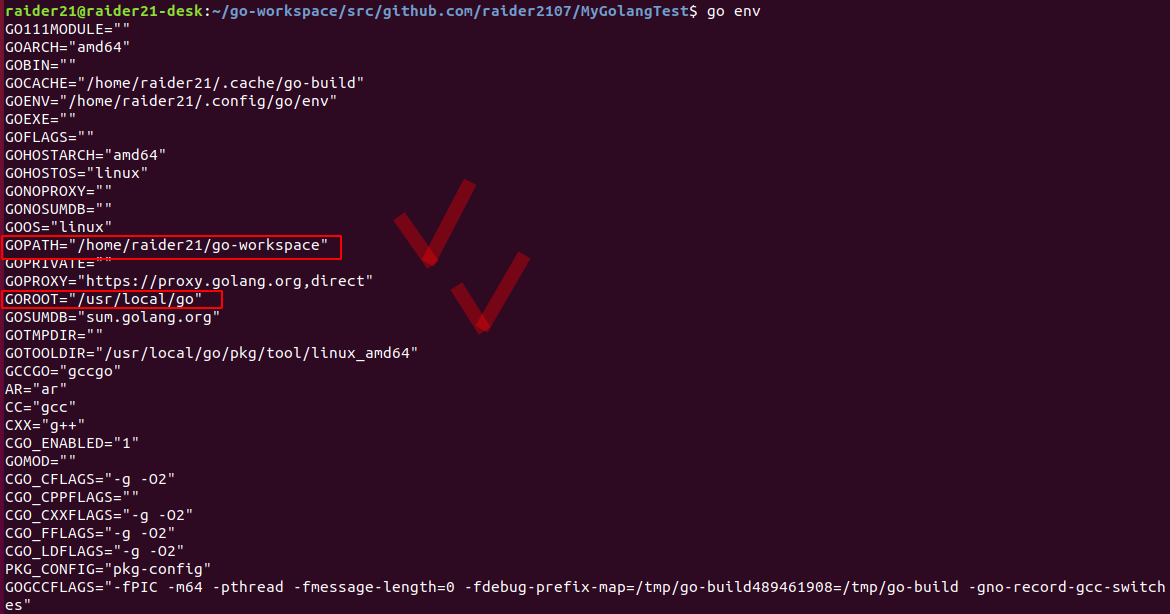 raider21@raider21-desk:~/go-workspace/src/github.com/raider2107/MyGolangTest$ go env
GO111MODULE=""
GOARCH="amd64"
GOBIN=""
GOCACHE="/home/raider21/.cache/go-build"
GOENV="/home/raider21/.config/go/env"
GOEXE=""
GOFLAGS=""
GOHOSTARCH="amd64"
GOHOSTOS="linux"
GONOPROXY=""
GONOSUMDB=""
GOOS="linux"
GOPATH="/home/raider21/go-workspace"
GOPRIVATE=""
GOPROXY="https://proxy.golang.org,direct"
GOROOT="/usr/local/go"
GOSUMDB="sum.golang.org"
GOTMPDIR=""
GOTOOLDIR="/usr/local/go/pkg/tool/linux_amd64"
GCCGO="gccgo"
AR="ar"
CC="gcc"
CXX="g++"
CGO_ENABLED="1"
GOMOD=""
CGO_CFLAGS="-g -O2"
CGO_CPPFLAGS=""
CGO_CXXFLAGS="-g -O2"
CGO_FFLAGS="-g -O2"
CGO_LDFLAGS="-g -O2"
PKG_CONFIG="pkg-config"
GOGCCFLAGS="-fPIC -m64 -pthread -fmessage-length=0 -fdebug-prefix-map=/tmp/go-build489461908=/tmp/go-build -gno-record-gcc-switch
es"